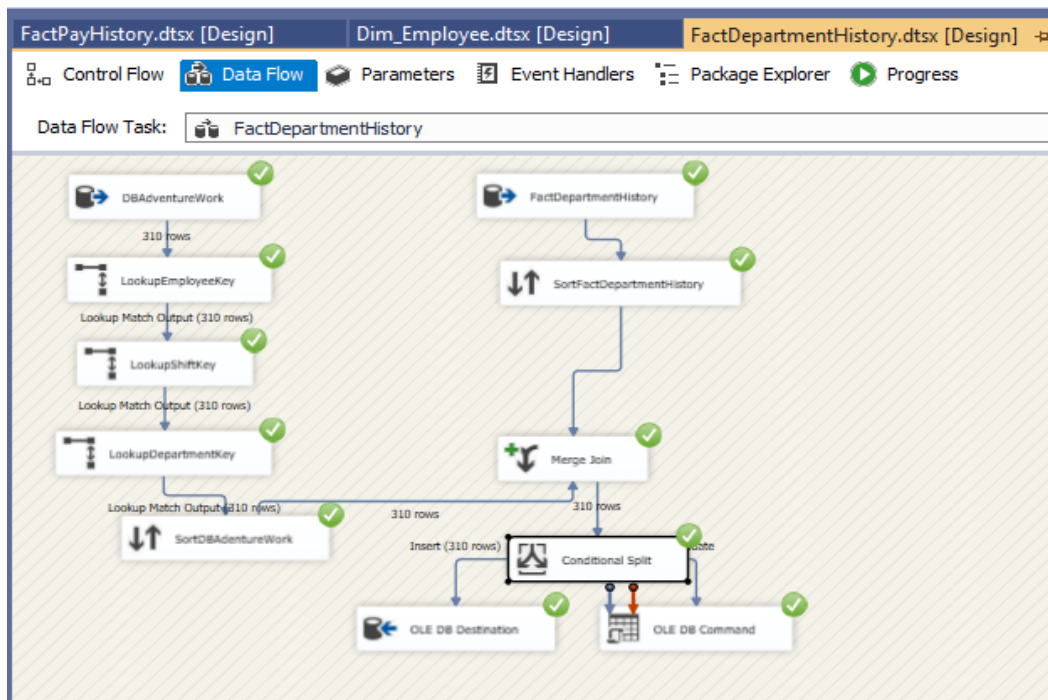 FactPayHistory.dtsx [Design]
Dim_Employee.dtsx [Design]
FactDepartmentHistory.dtsx [Design]
Control Flow
Data Flow
Parameters
Event Handlers
Package Explorer
Progress
Data Flow Task:
FactDepartmentHistory
DBAdventureWork
FactDepartmentHistory
310 rows
LookupEmployeeKey
SortFactDepartmentHistory
Lookup Match Output (310 rows)
LookupShiftKey
Lookup Match Output (310 rows)
LookupDepartmentKey
Merge Join
Lookup Match Output (310 rows)
310 rows
310 rows
SortDBAdentureWork
Insert (310 rows)
Conditional Split
date
OLE DB Destination
OLE DB Command